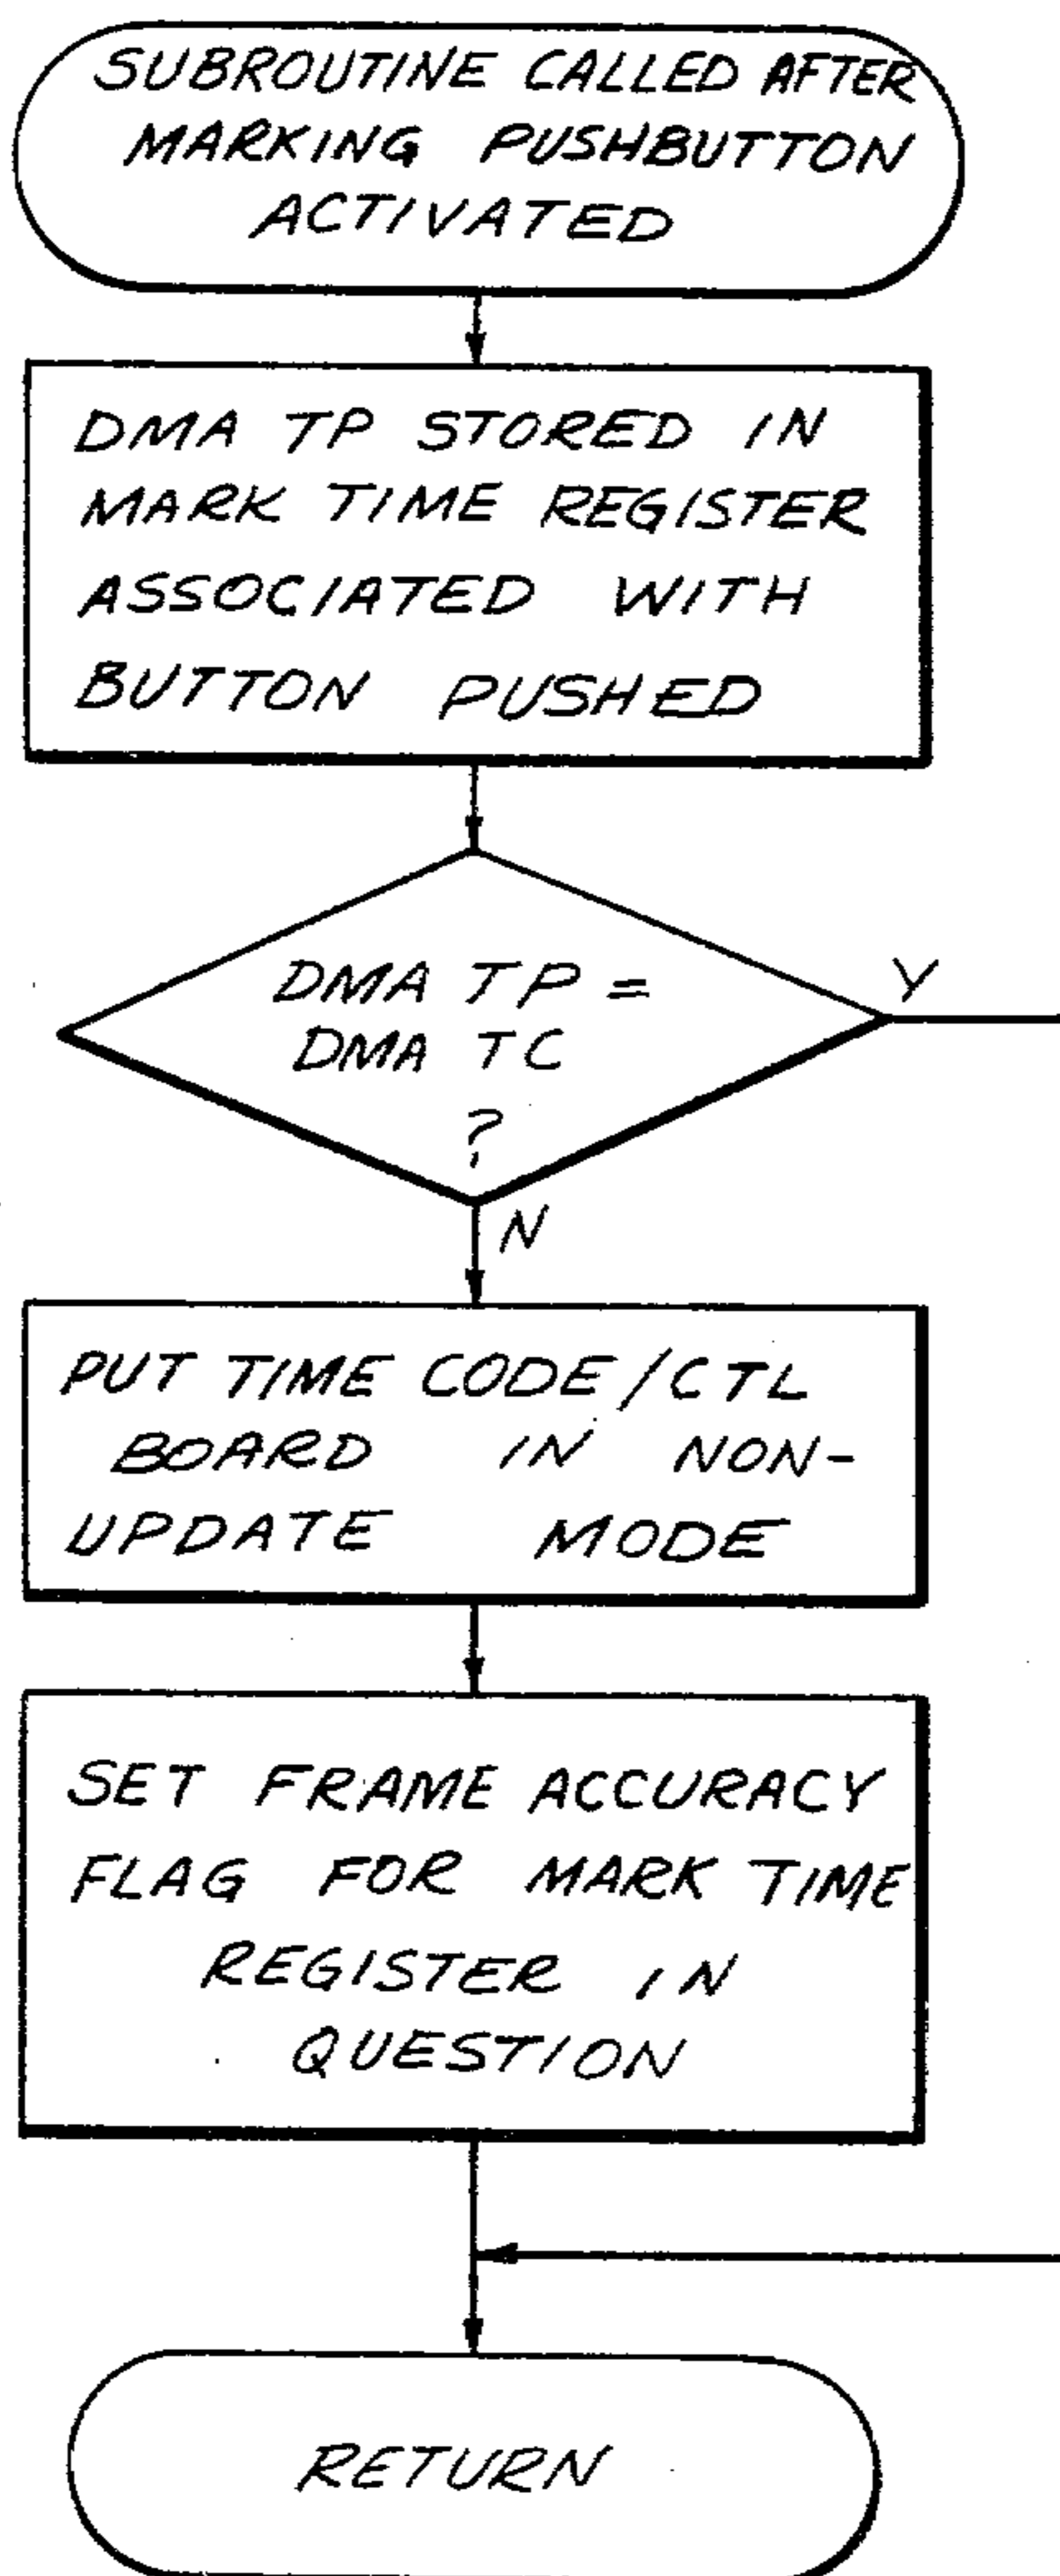 SUBROUTINE CALLED AFTER
MARKING PUSHBUTTON
ACTIVATED
DMA TP STORED IN
MARK TIME REGISTER
ASSOCIATED WITH
BUTTON PUSHED
DMA TP =
DMA TC
?
Y
N
PUT TIME CODE/CTL
BOARD IN NON-
UPDATE MODE
SET FRAME ACCURACY
FLAG FOR MARK TIME
REGISTER IN
QUESTION
RETURN